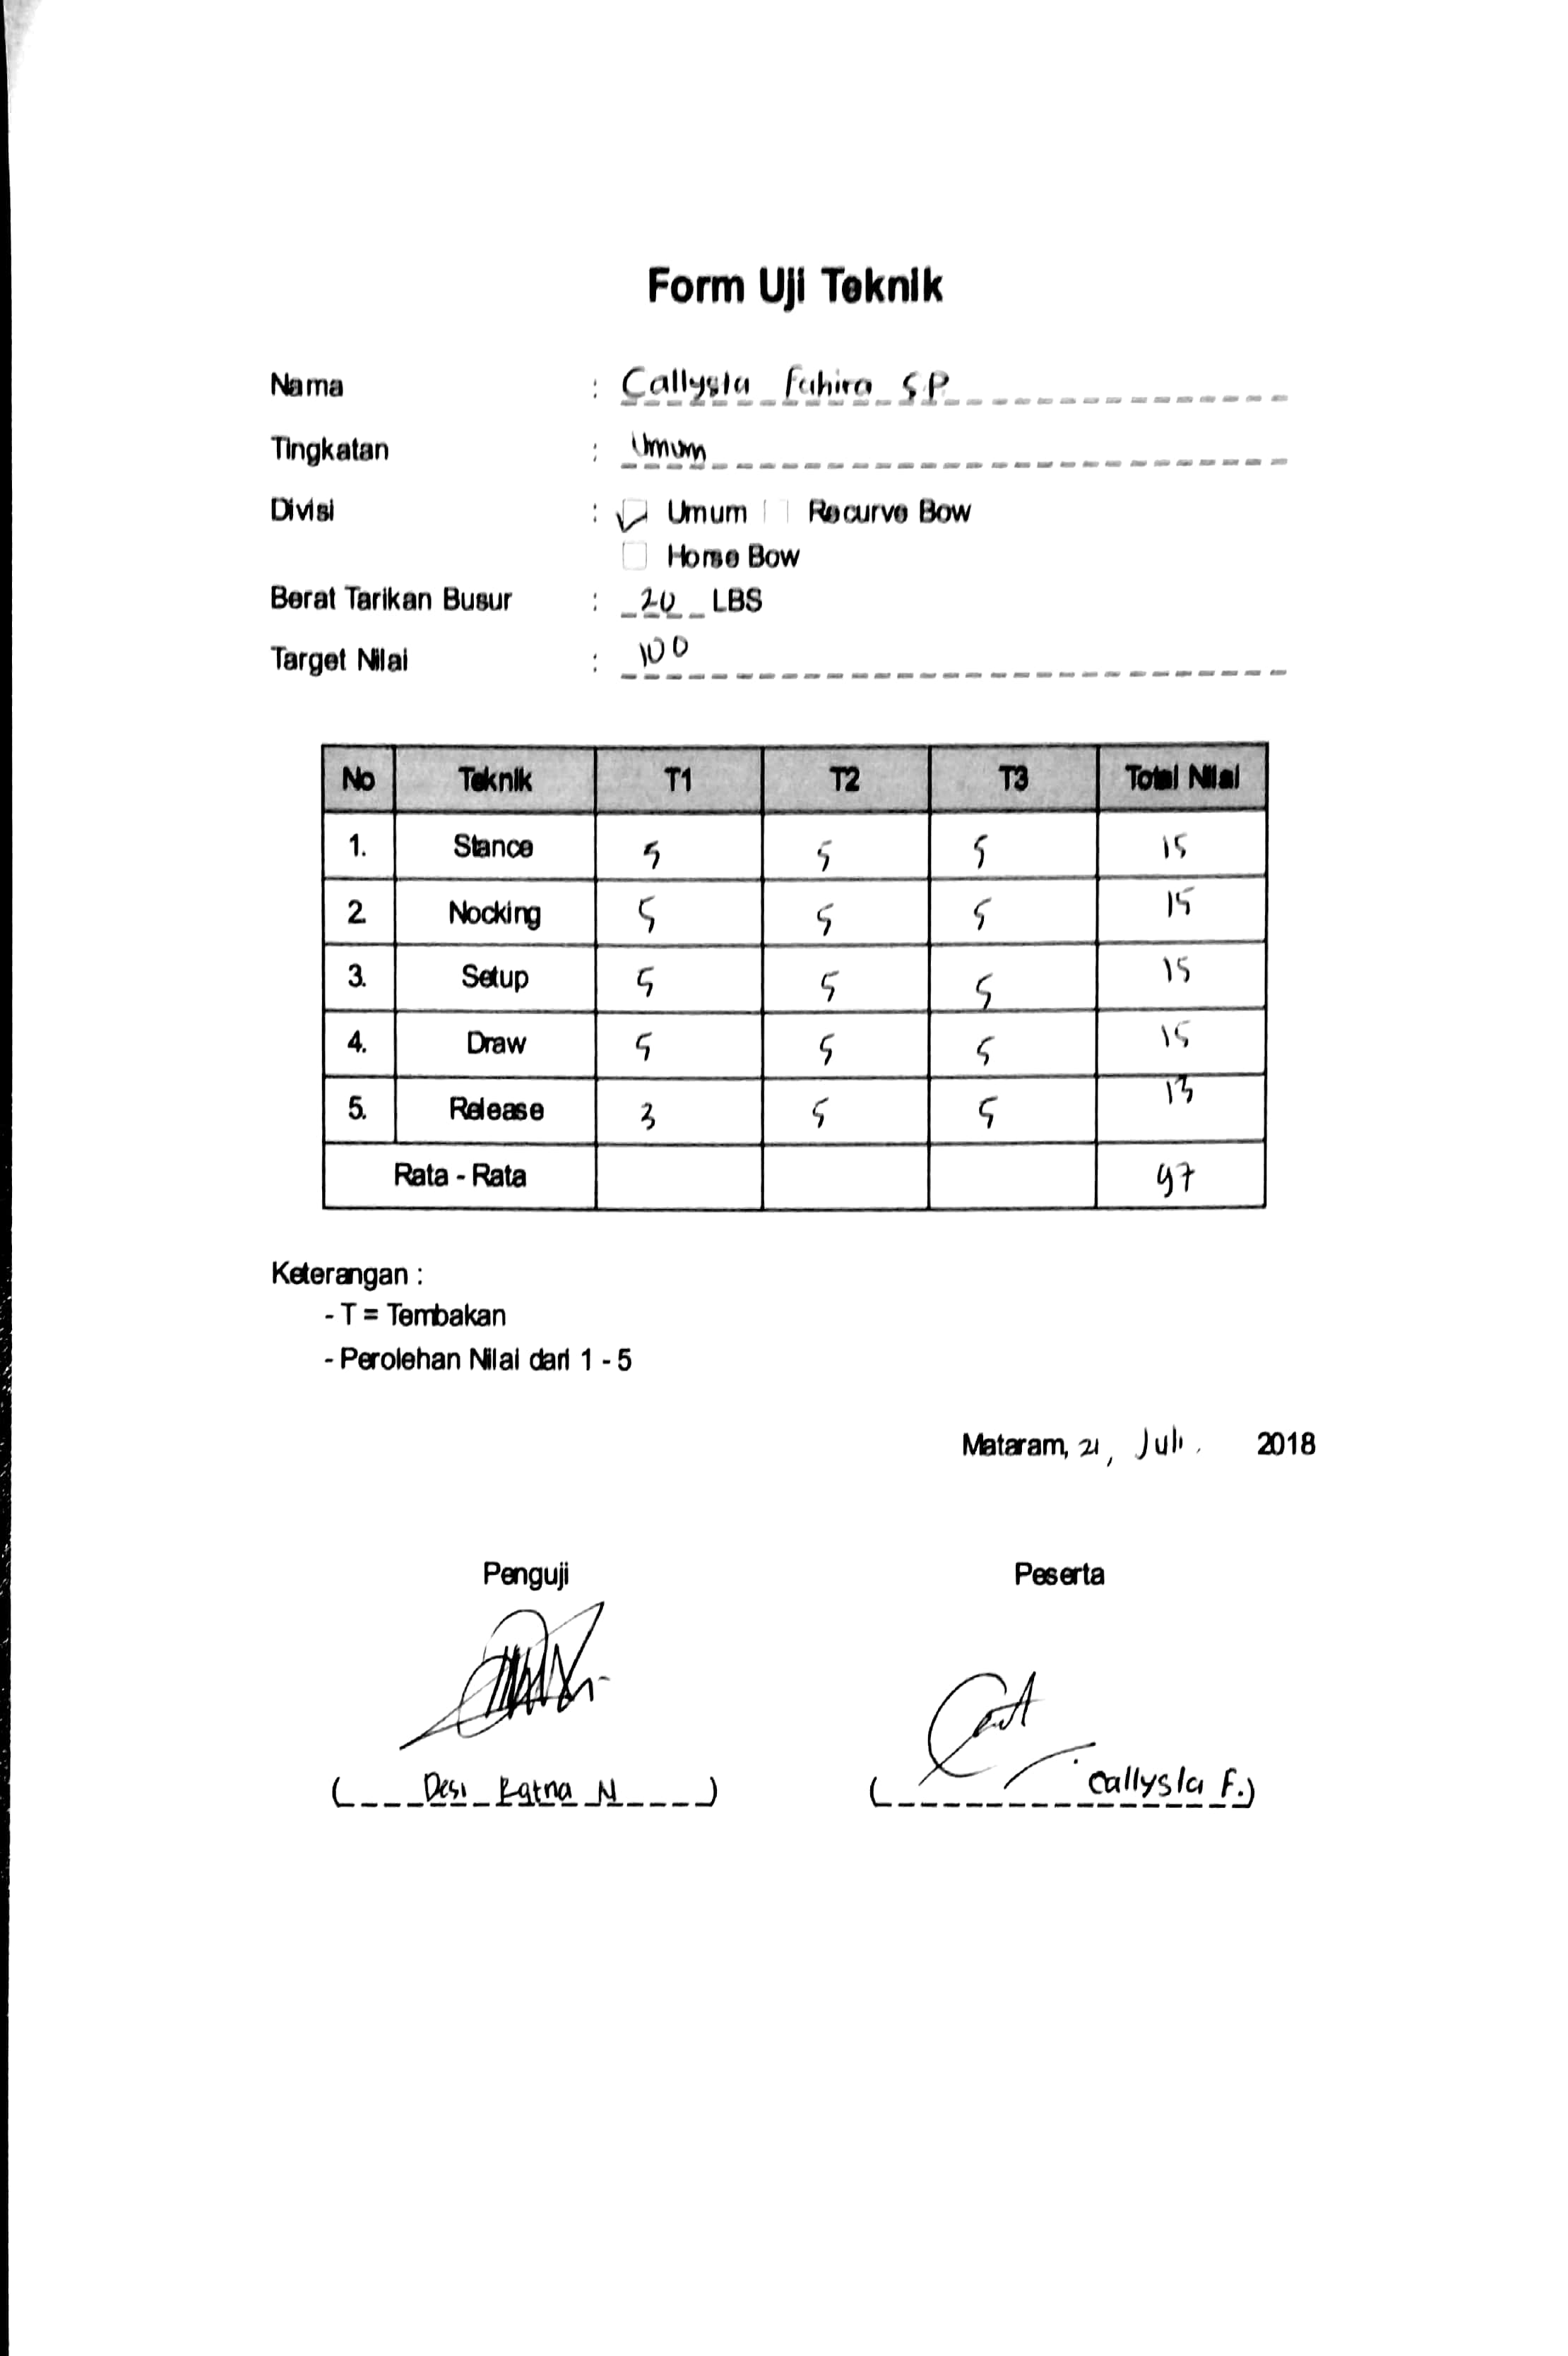 Form Uji Teknik
Nama : Callysta Fahira S.P
Tingkatan : Umum
Divisi : Umum Recurve Bow
Horse Bow
Berat Tarikan Busur : 20 LBS
Target Nilai : 100
No Teknik T1 T2 T3 Total Nilai
1. Stance 5 5 5 15
2. Nocking 5 5 5 15
3. Setup 5 5 5 15
4. Draw 5 5 5 15
5. Release 3 5 5 13
Rata - Rata 97
Keterangan :
- T = Tembakan
- Perolehan Nilai dari 1 - 5
Mataram, 21, Juli. 2018
Penguji Peserta
(Desi Ratna N) (Callysta F.)